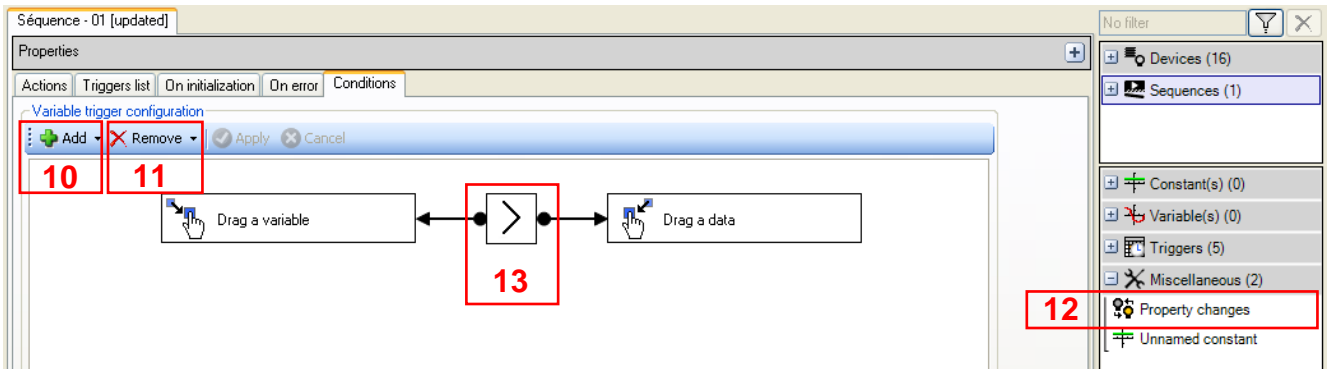 Séquence - 01 [updated]
No filter
Properties
Devices (16)
Actions Triggers list On initialization On error Conditions
Sequences (1)
Variable trigger configuration
Add Remove Apply Cancel
10 11
Constant(s) (0)
Drag a variable > Drag a data
Variable(s) (0)
Triggers (5)
13
Miscellaneous (2)
12 Property changes
Unnamed constant